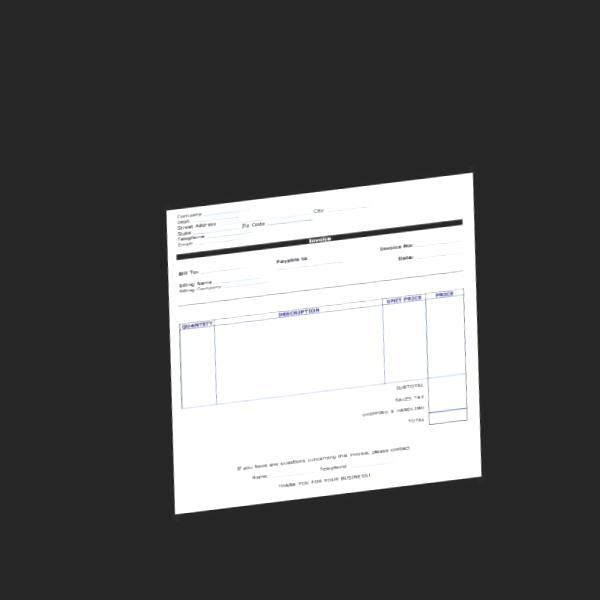 Company
Dept.
Street Address Zip Code City
State
Telephone
Email
Invoice
Bill To: Payable to Invoice No:
Date:
Billing Name
Billing Company
QUANTITY DESCRIPTION UNIT PRICE PRICE
SUBTOTAL
SALES TAX
SHIPPING & HANDLING
TOTAL
If you have any questions concerning this invoice, please contact
Name Telephone
THANK YOU FOR YOUR BUSINESS!